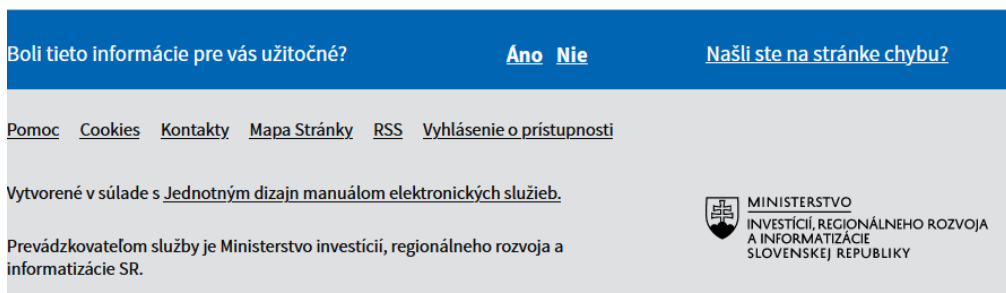 Boli tieto informácie pre vás užitočné? Áno Nie Našli ste na stránke chybu?
Pomoc Cookies Kontakty Mapa Stránky RSS Vyhlásenie o prístupnosti
Vytvorené v súlade s Jednotným dizajn manuálom elektronických služieb.
Prevádzkovateľom služby je Ministerstvo investícií, regionálneho rozvoja a
informatizácie SR.
MINISTERSTVO
INVESTÍCIÍ, REGIONÁLNEHO ROZVOJA
A INFORMATIZÁCIE
SLOVENSKEJ REPUBLIKY